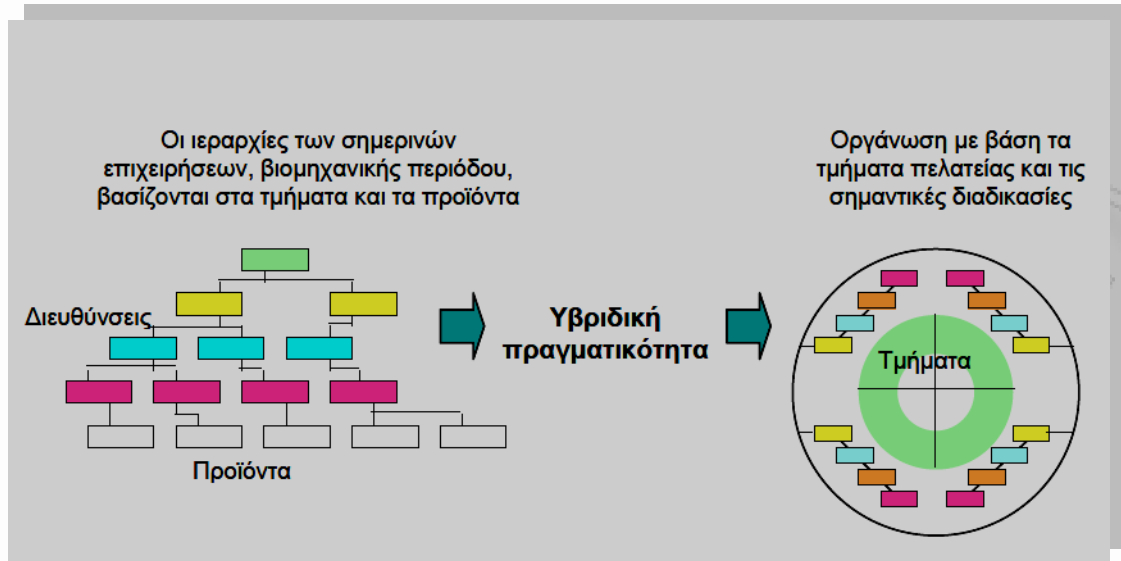 Οι ιεραρχίες των σημερινών
επιχειρήσεων, βιομηχανικής περιόδου,
βασίζονται στα τμήματα και τα προϊόντα
Διευθύνσεις
Προϊόντα
Υβριδική
πραγματικότητα
Οργάνωση με βάση τα
τμήματα πελατείας και τις
σημαντικές διαδικασίες
Τμήματα